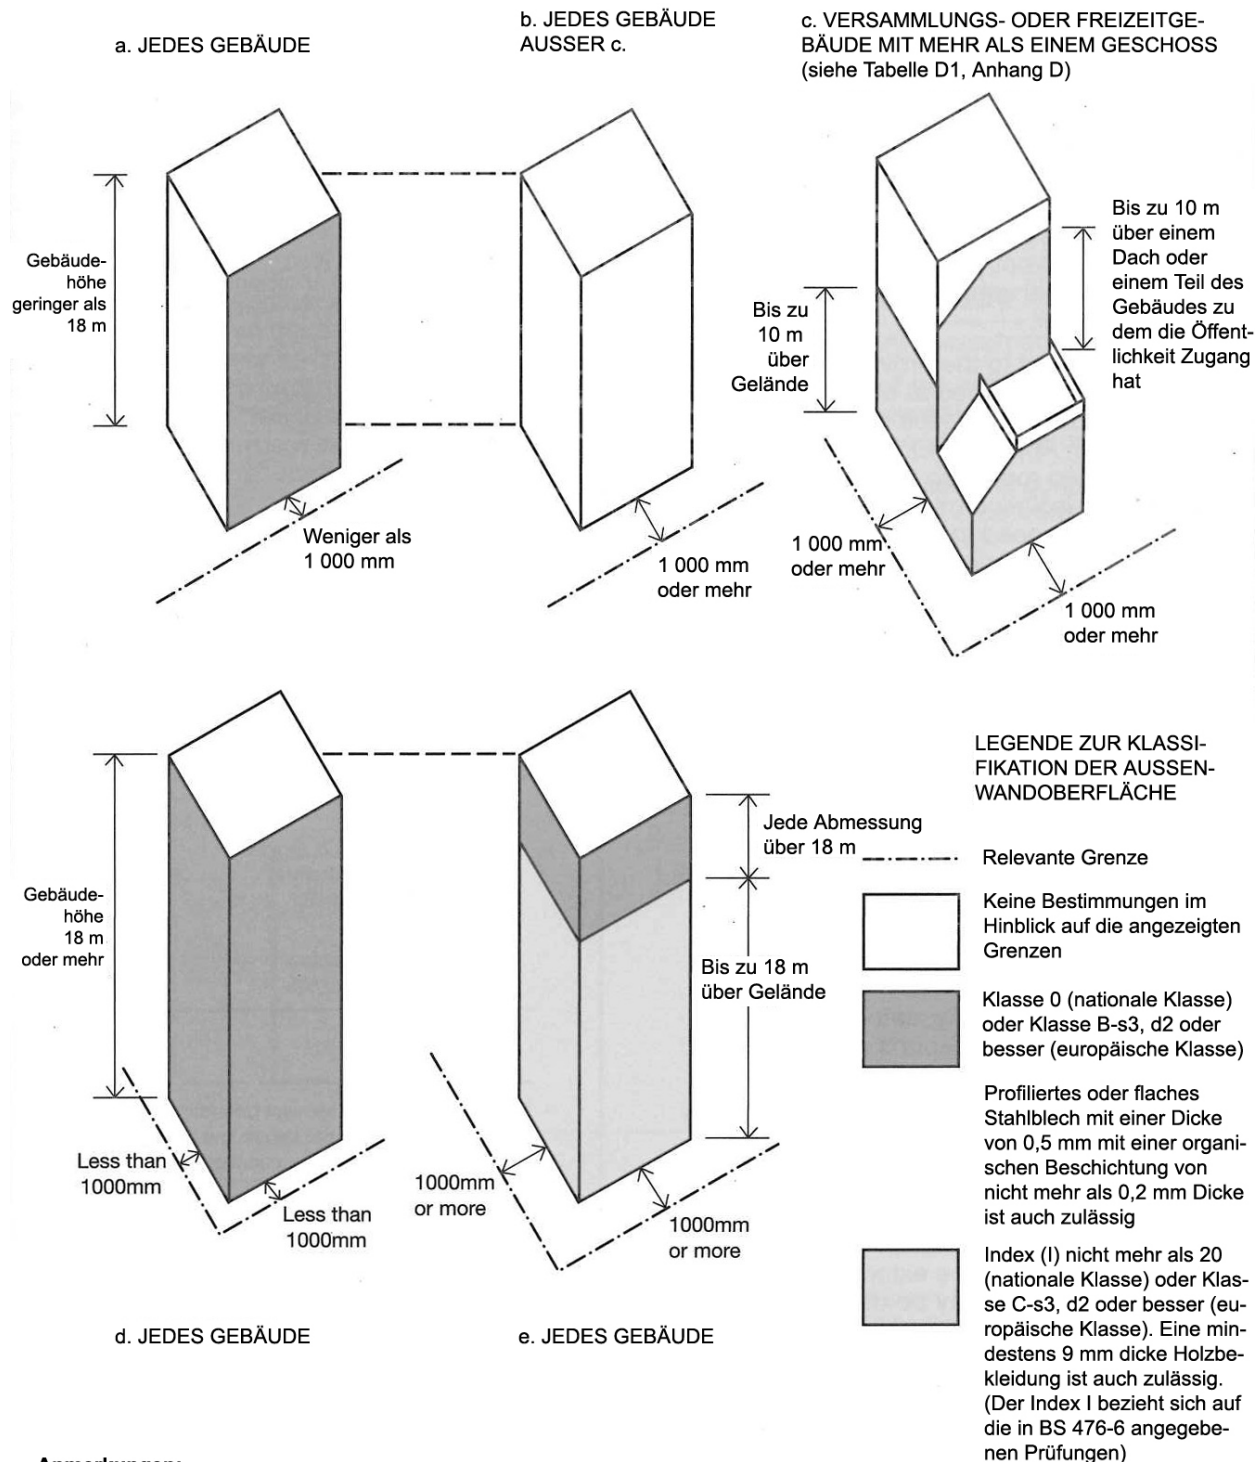 a. JEDES GEBÄUDE
b. JEDES GEBÄUDE
AUSSER c.
c. VERSAMMLUNGS- ODER FREIZEITGE-
BÄUDE MIT MEHR ALS EINEM GESCHOSS
(siehe Tabelle D1, Anhang D)
Gebäude-
höhe
geringer als
18 m
Weniger als
1 000 mm
1 000 mm
oder mehr
Bis zu
10 m
über
Gelände
Bis zu 10 m
über einem
Dach oder
einem Teil des
Gebäudes zu
dem die Öffent-
lichkeit Zugang
hat
1 000 mm
oder mehr
1 000 mm
oder mehr
Gebäude-
höhe
18 m
oder mehr
Less than
1000mm
Less than
1000mm
d. JEDES GEBÄUDE
Jede Abmessung
über 18 m
Bis zu 18 m
über Gelände
1000mm
or more
1000mm
or more
e. JEDES GEBÄUDE
LEGENDE ZUR KLASSI-
FIKATION DER AUSSEN-
WANDOBERFLÄCHE
Relevante Grenze
Keine Bestimmungen im
Hinblick auf die angezeigten
Grenzen
Klasse 0 (nationale Klasse)
oder Klasse B-s3, d2 oder
besser (europäische Klasse)
Profiliertes oder flaches
Stahlblech mit einer Dicke
von 0,5 mm mit einer organi-
schen Beschichtung von
nicht mehr als 0,2 mm Dicke
ist auch zulässig
Index (I) nicht mehr als 20
(nationale Klasse) oder Klas-
se C-s3, d2 oder besser (eu-
ropäische Klasse). Eine min-
destens 9 mm dicke Holzbe-
kleidung ist auch zulässig.
(Der Index I bezieht sich auf
die in BS 476-6 angegebe-
nen Prüfungen)